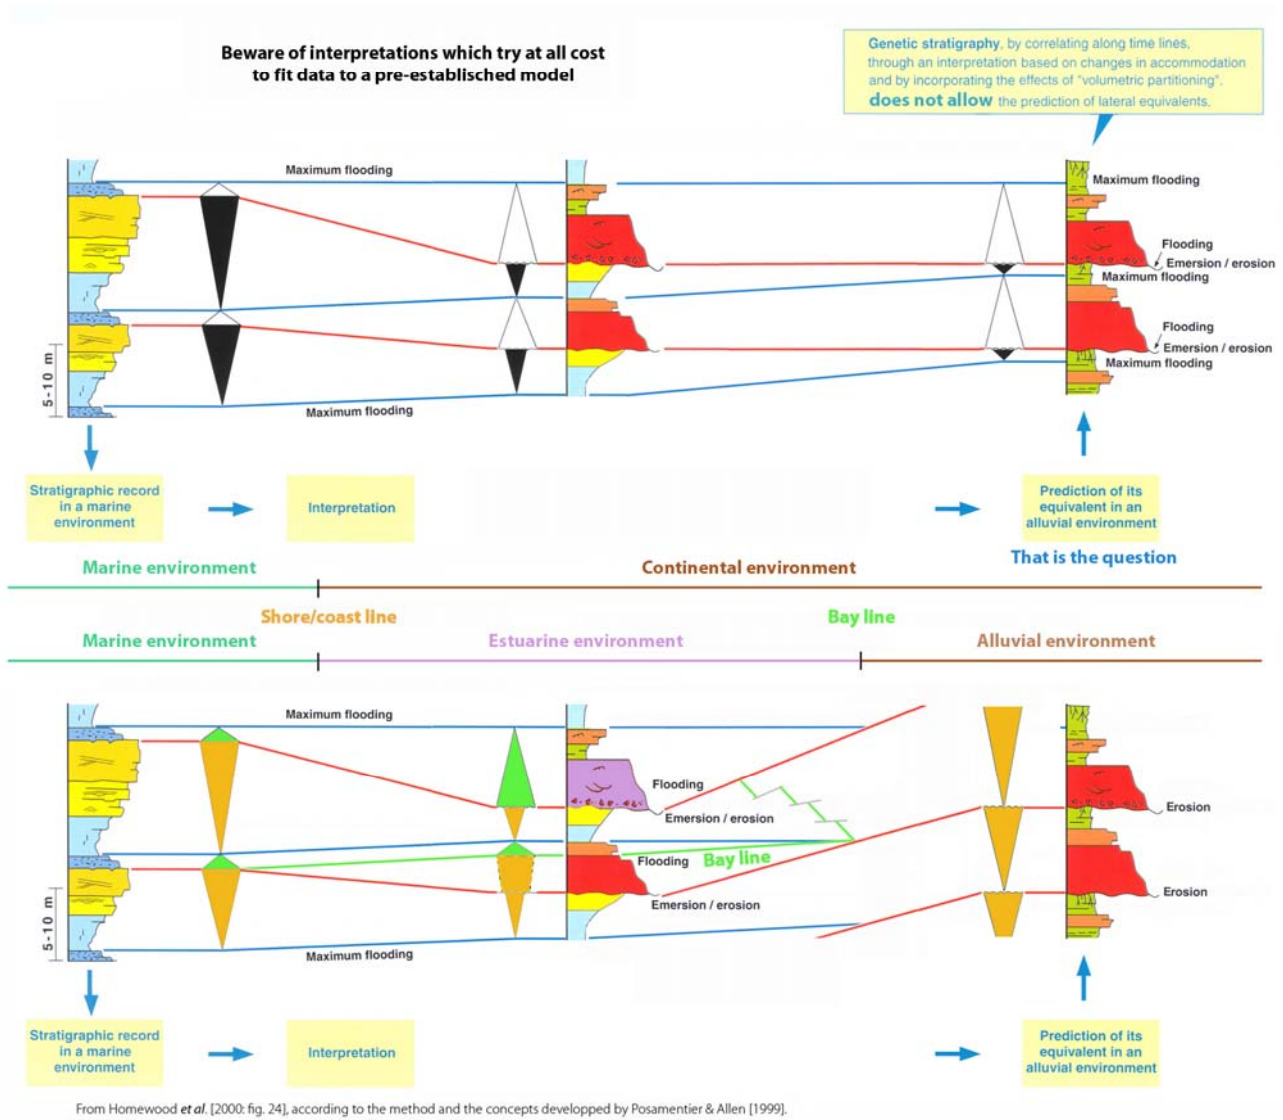 Beware of interpretations which try at all cost
to fit data to a pre-establisched model
Genetic stratigraphy, by correlating along time lines,
through an interpretation based on changes in accommodation
and by incorporating the effects of "volumetric partitioning".
does not allow the prediction of lateral equivalents.
Maximum flooding
Maximum flooding
Flooding
Emersion / erosion
Maximum flooding
Flooding
Emersion / erosion
Maximum flooding
5-10 m
Maximum flooding
Stratigraphic record
in a marine
environment
Interpretation
Prediction of its
equivalent in an
alluvial environment
That is the question
Marine environment
Continental environment
Shore/coast line
Bay line
Marine environment
Estuarine environment
Alluvial environment
Maximum flooding
Flooding
Emersion / erosion
Erosion
Flooding
Bay line
Emersion / erosion
Erosion
5-10 m
Maximum flooding
Stratigraphic record
in a marine
environment
Interpretation
Prediction of its
equivalent in an
alluvial environment
From Homewood et al. [2000: fig. 24], according to the method and the concepts developped by Posamentier & Allen [1999].